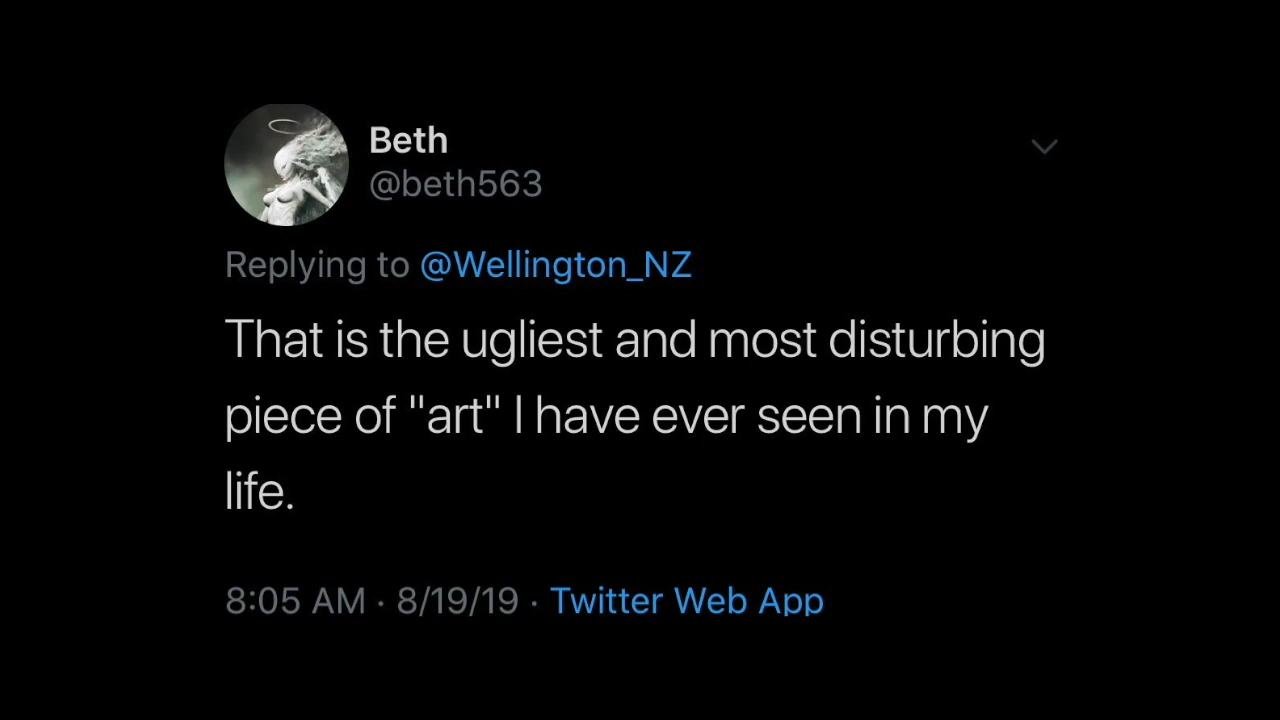 Beth
@beth563
Replying to @Wellington_NZ
That is the ugliest and most disturbing
piece of "art" I have ever seen in my
life.
8:05 AM · 8/19/19 · Twitter Web App